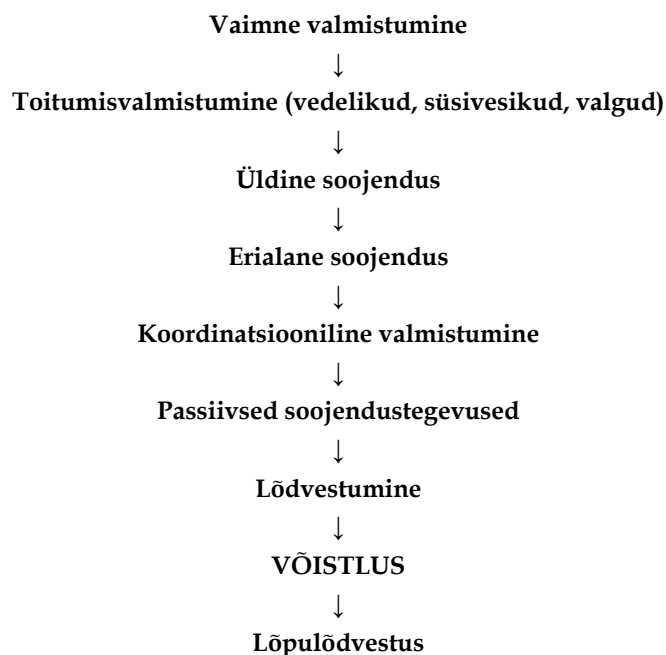 Vaimne valmistumine
↓
Toitumisvalmistumine (vedelikud, süsivesikud, valgud)
↓
Üldine soojendus
↓
Erialane soojendus
↓
Koordinatsiooniline valmistumine
↓
Passiivsed soojendustegevused
↓
Lõdvestumine
↓
VÕISTLUS
↓
Lõpulõdvestus